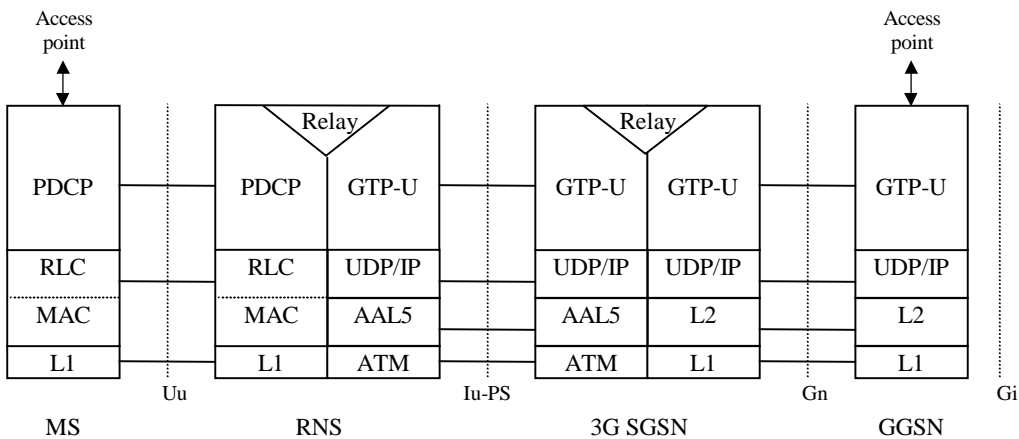 Access
point
Access
point
Relay
Relay
PDCP
PDCP
GTP-U
GTP-U
GTP-U
GTP-U
RLC
RLC
UDP/IP
UDP/IP
UDP/IP
UDP/IP
MAC
MAC
AAL5
AAL5
L2
L2
L1
L1
ATM
ATM
L1
L1
Uu
Iu-PS
Gn
Gi
MS
RNS
3G SGSN
GGSN